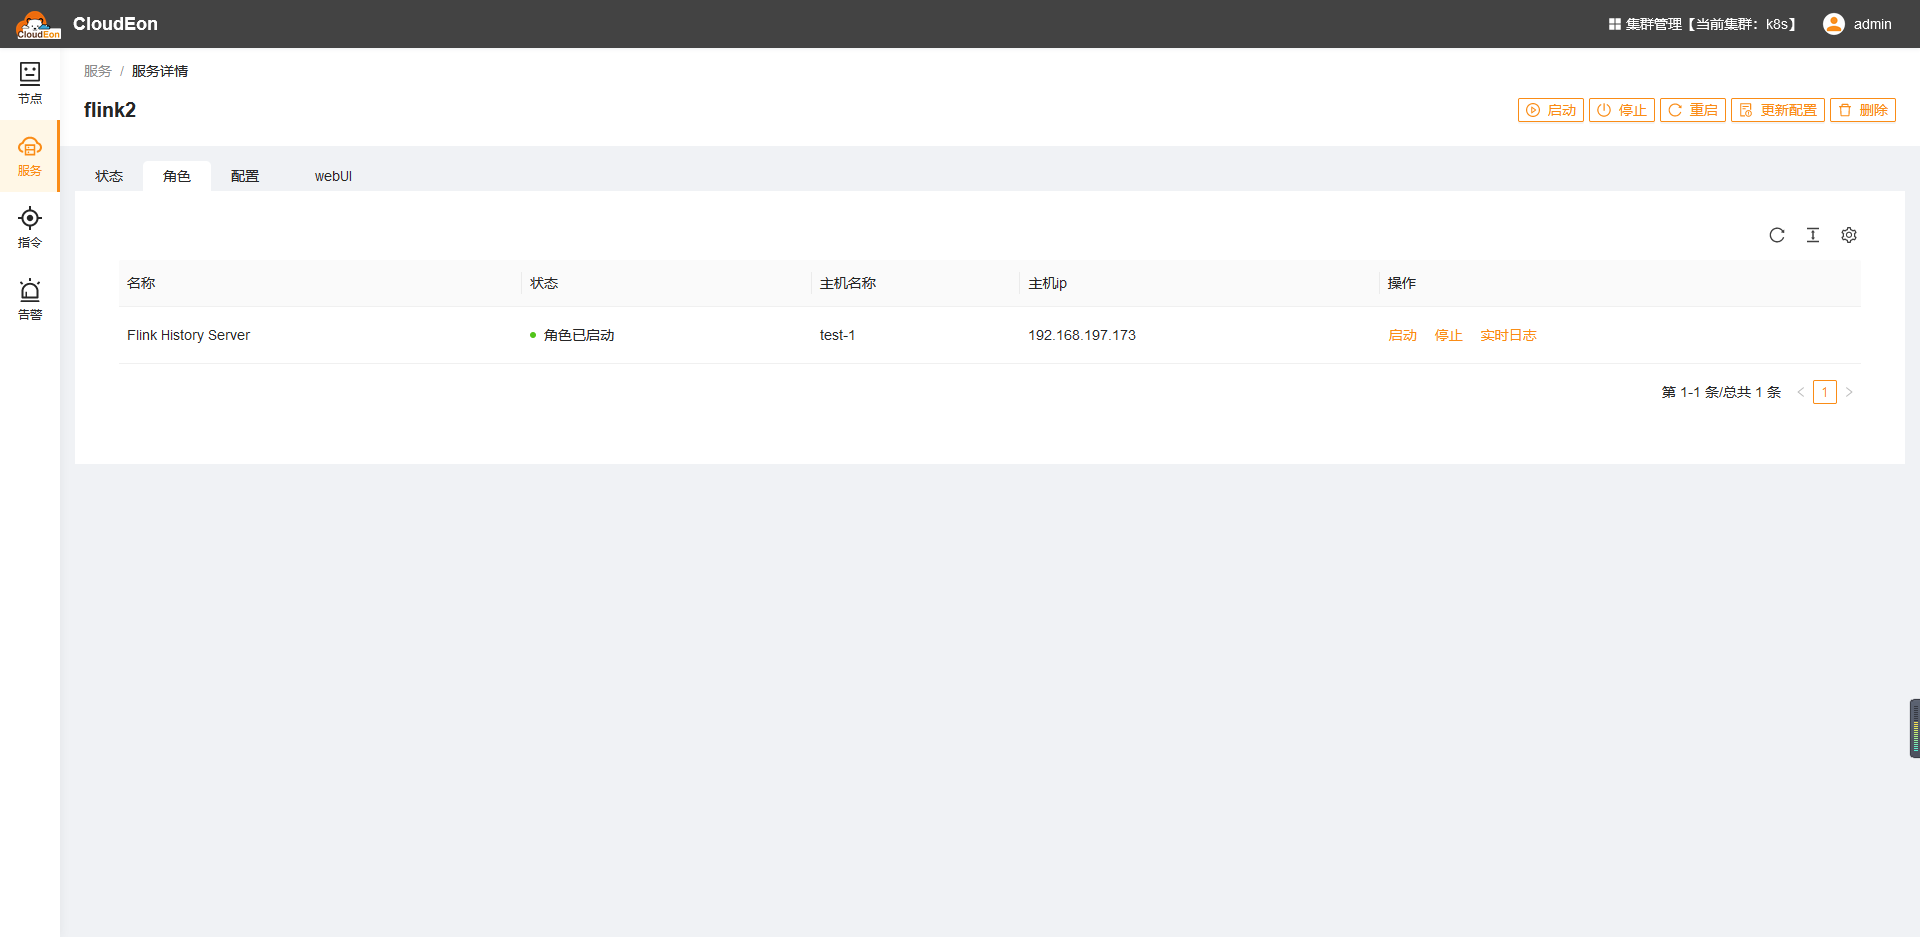 CloudEon
CloudEon
集群管理【当前集群：k8s】
admin
节点
服务
指令
告警
服务 / 服务详情
flink2
启动
停止
重启
更新配置
删除
状态
角色
配置
webUI
名称 状态 主机名称 主机ip 操作
Flink History Server 角色已启动 test-1 192.168.197.173 启动 停止 实时日志
第 1-1 条/总共 1 条 < 1 >